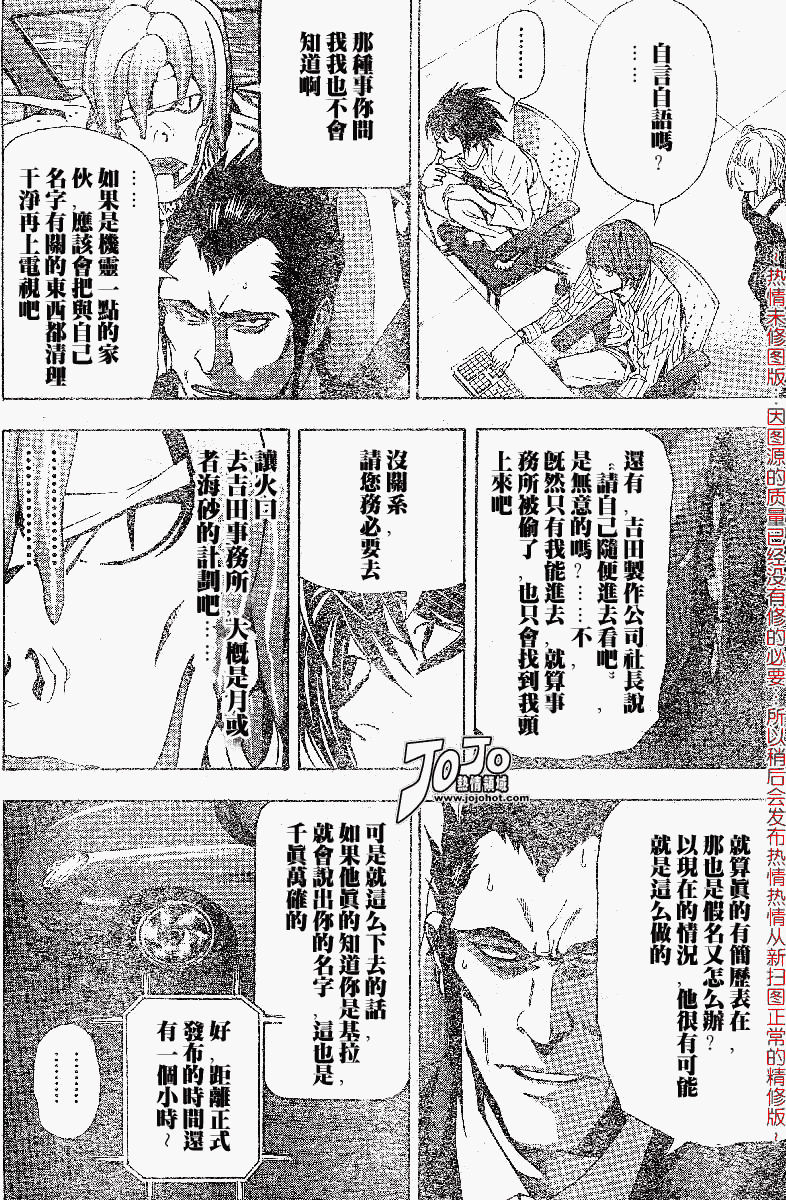 自言自語嗎？
……
………
那種事你問
我我也不會
知道啊
……
如果是機靈一點的家
伙，應該會把與自己
名字有關的東西都清理
干淨再上電視吧
還有，吉田製作公司社長說
“請自己隨便進去看吧”，
是無意的嗎？……不，
既然只有我能進去，就算事
務所被偷了，也只會找到我頭
上來吧
沒關系，
請您務必要去
讓火口
去吉田事務所，大概是月或
者海砂的計劃吧……
…………
…………
就算真的有簡歷表在，
那也是假名又怎么辦？
以現在的情況，他很有可能
就是這么做的
可是就這么下去的話，
如果他真的知道你是基拉，
就會說出你的名字，這也是
千真萬確的
好，距離正式
發布的時間還
有一個小時～
………
………
JOJO
熱情領域
www.jojohot.com
～热情未修图版：因图源的质量已经没有修的必要：所以稍后会发布热情热情从新扫图正常的精修版～